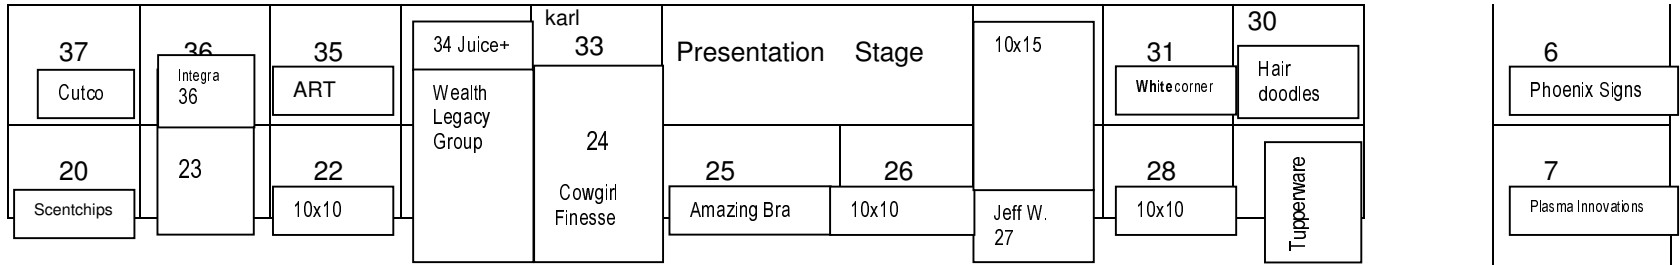 37
Cutco
36
Integra
36
35
ART
34 Juice+
Wealth
Legacy
Group
karl
33
24
Cowgirl
Finesse
Presentation Stage
10x15
31
White corner
30
Hair
doodles
6
Phoenix Signs
20
Scentchips
23
22
10x10
25
Amazing Bra
26
10x10
Jeff W.
27
28
10x10
Tupperware
7
Plasma Innovations